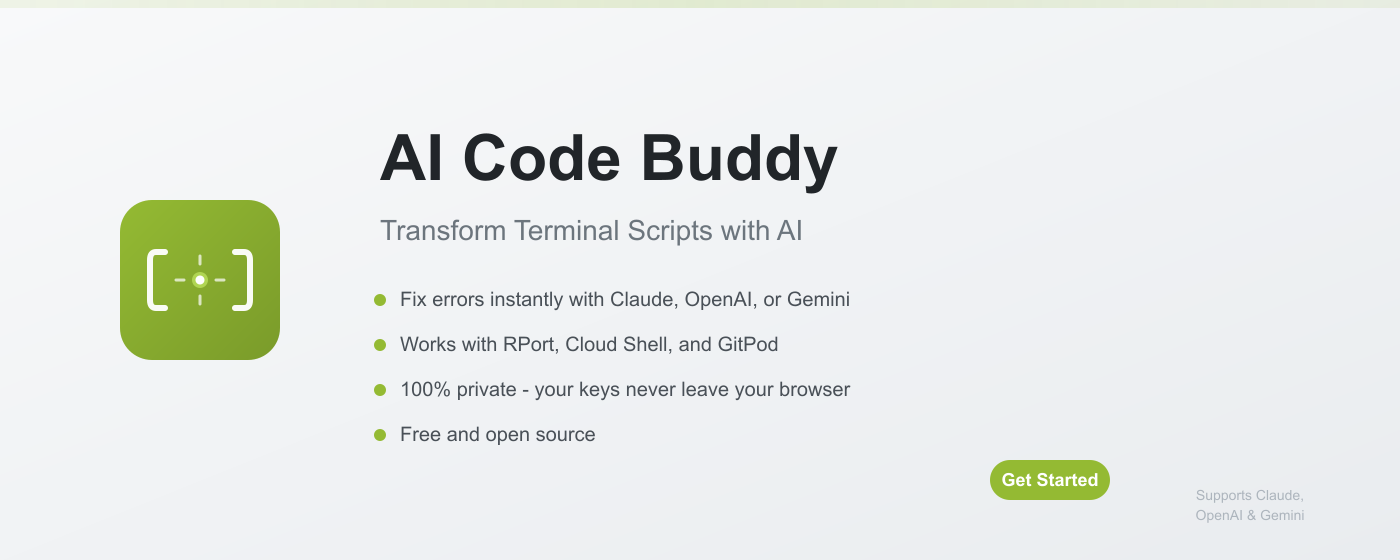 AI Code Buddy
Transform Terminal Scripts with AI
Fix errors instantly with Claude, OpenAI, or Gemini
Works with RPort, Cloud Shell, and GitPod
100% private - your keys never leave your browser
Free and open source
Get Started
Supports Claude,
OpenAI & Gemini